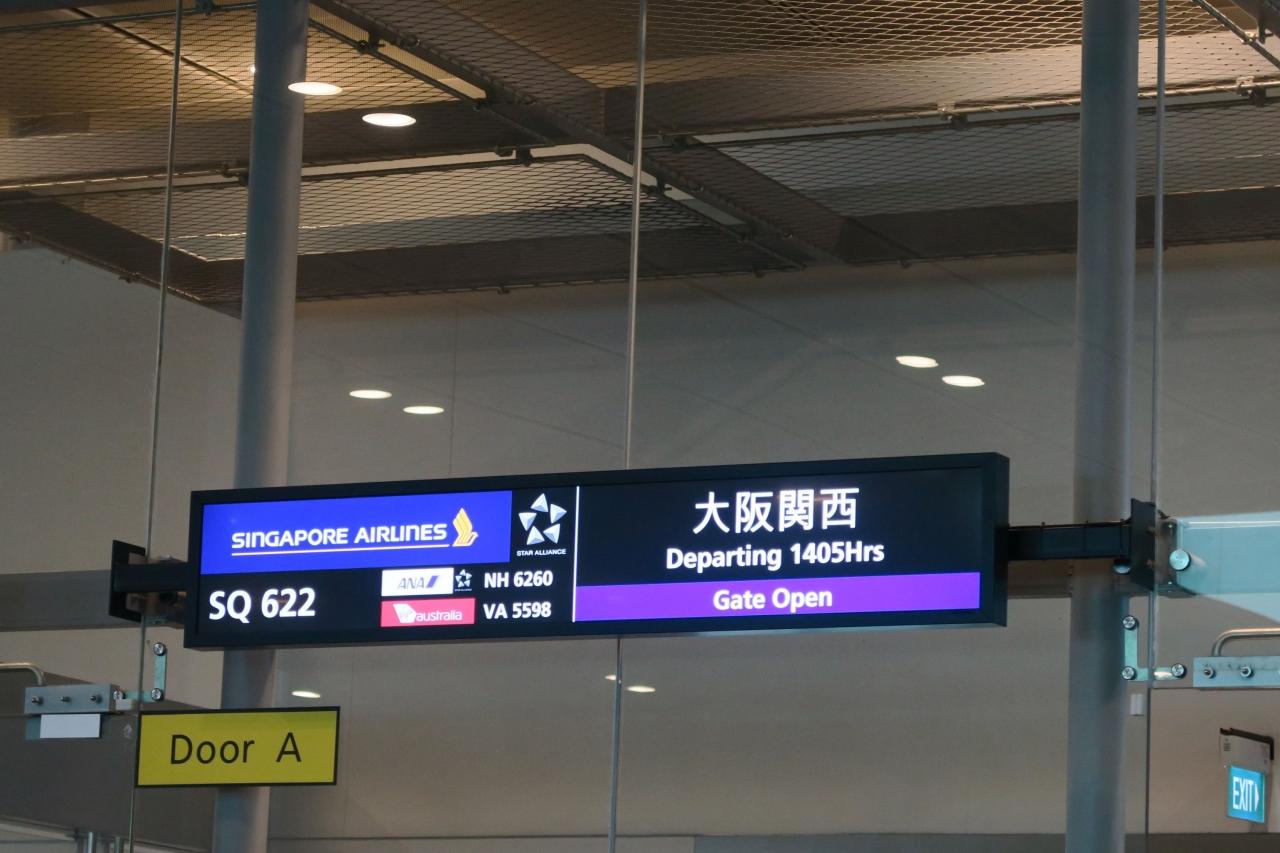 SINGAPORE AIRLINES
STAR ALLIANCE
SQ 622
ANA NH 6260
australia VA 5598
大阪関西
Departing 1405Hrs
Gate Open
Door A
EXIT